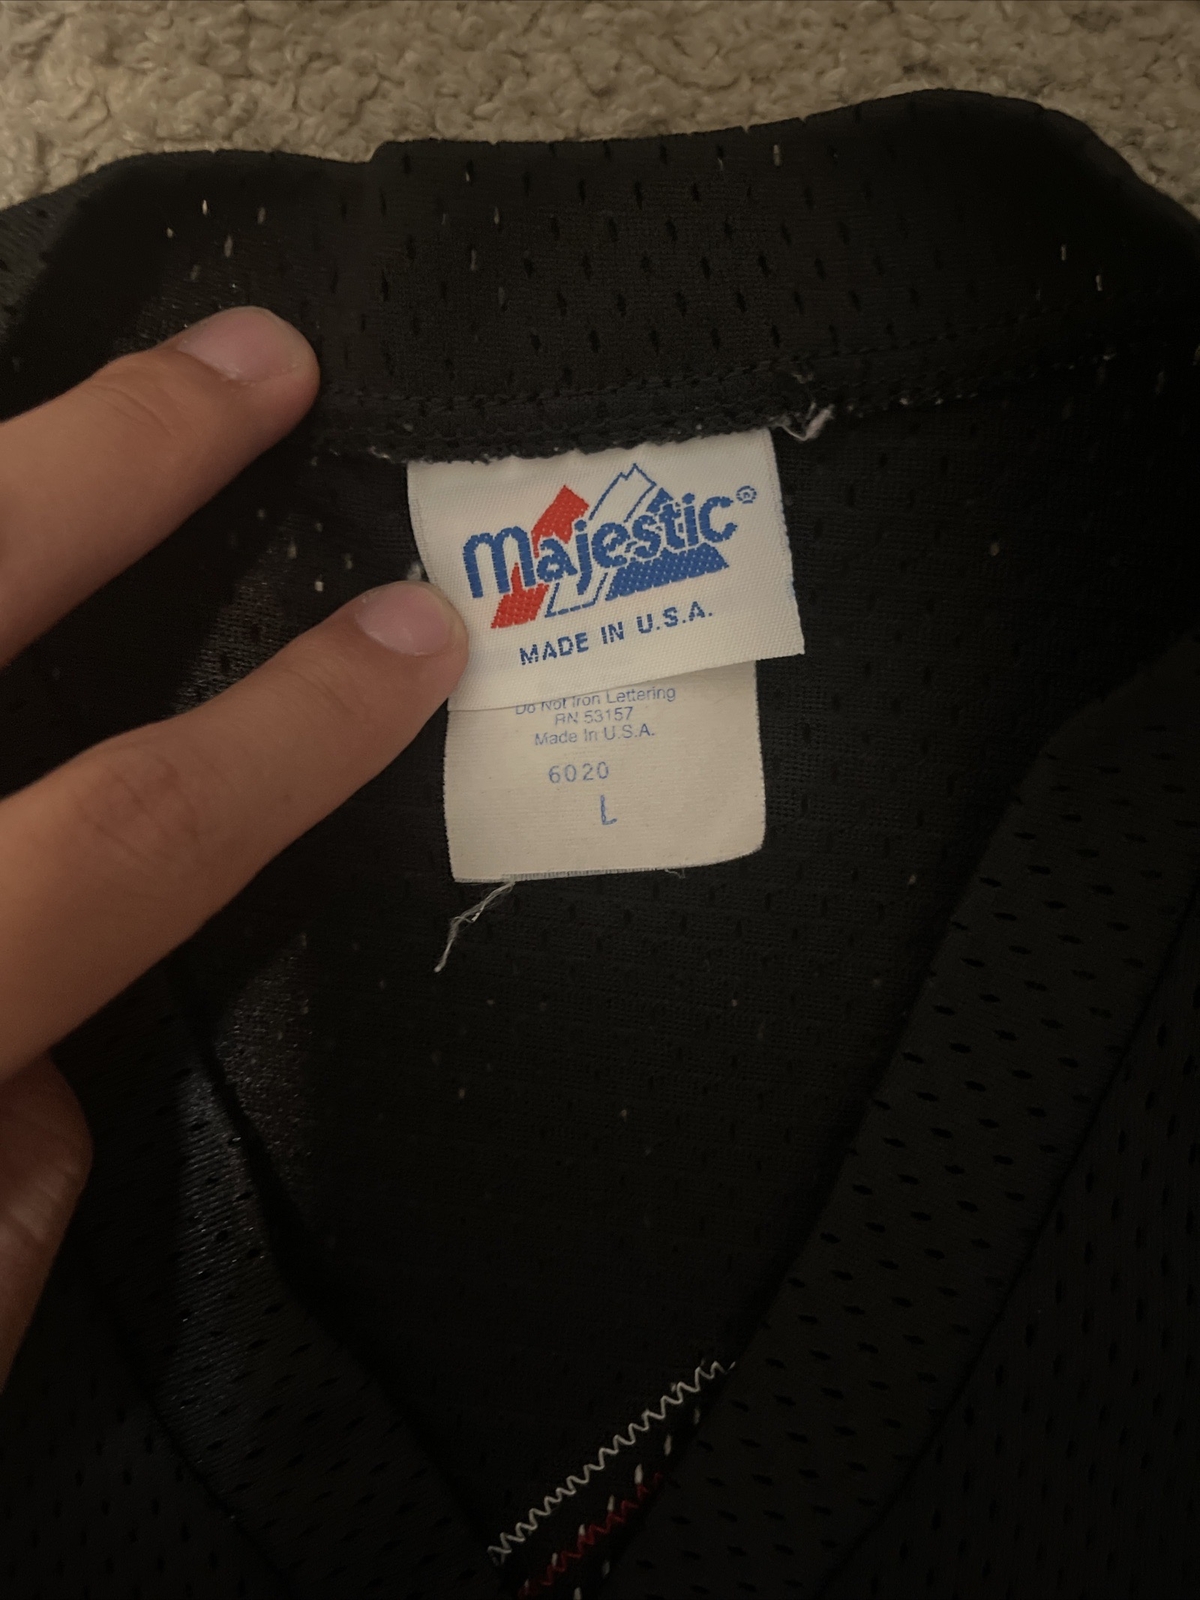 Majestic®
MADE IN U.S.A.
Do Not Iron Lettering
RN 53157
Made In U.S.A.
6020
L